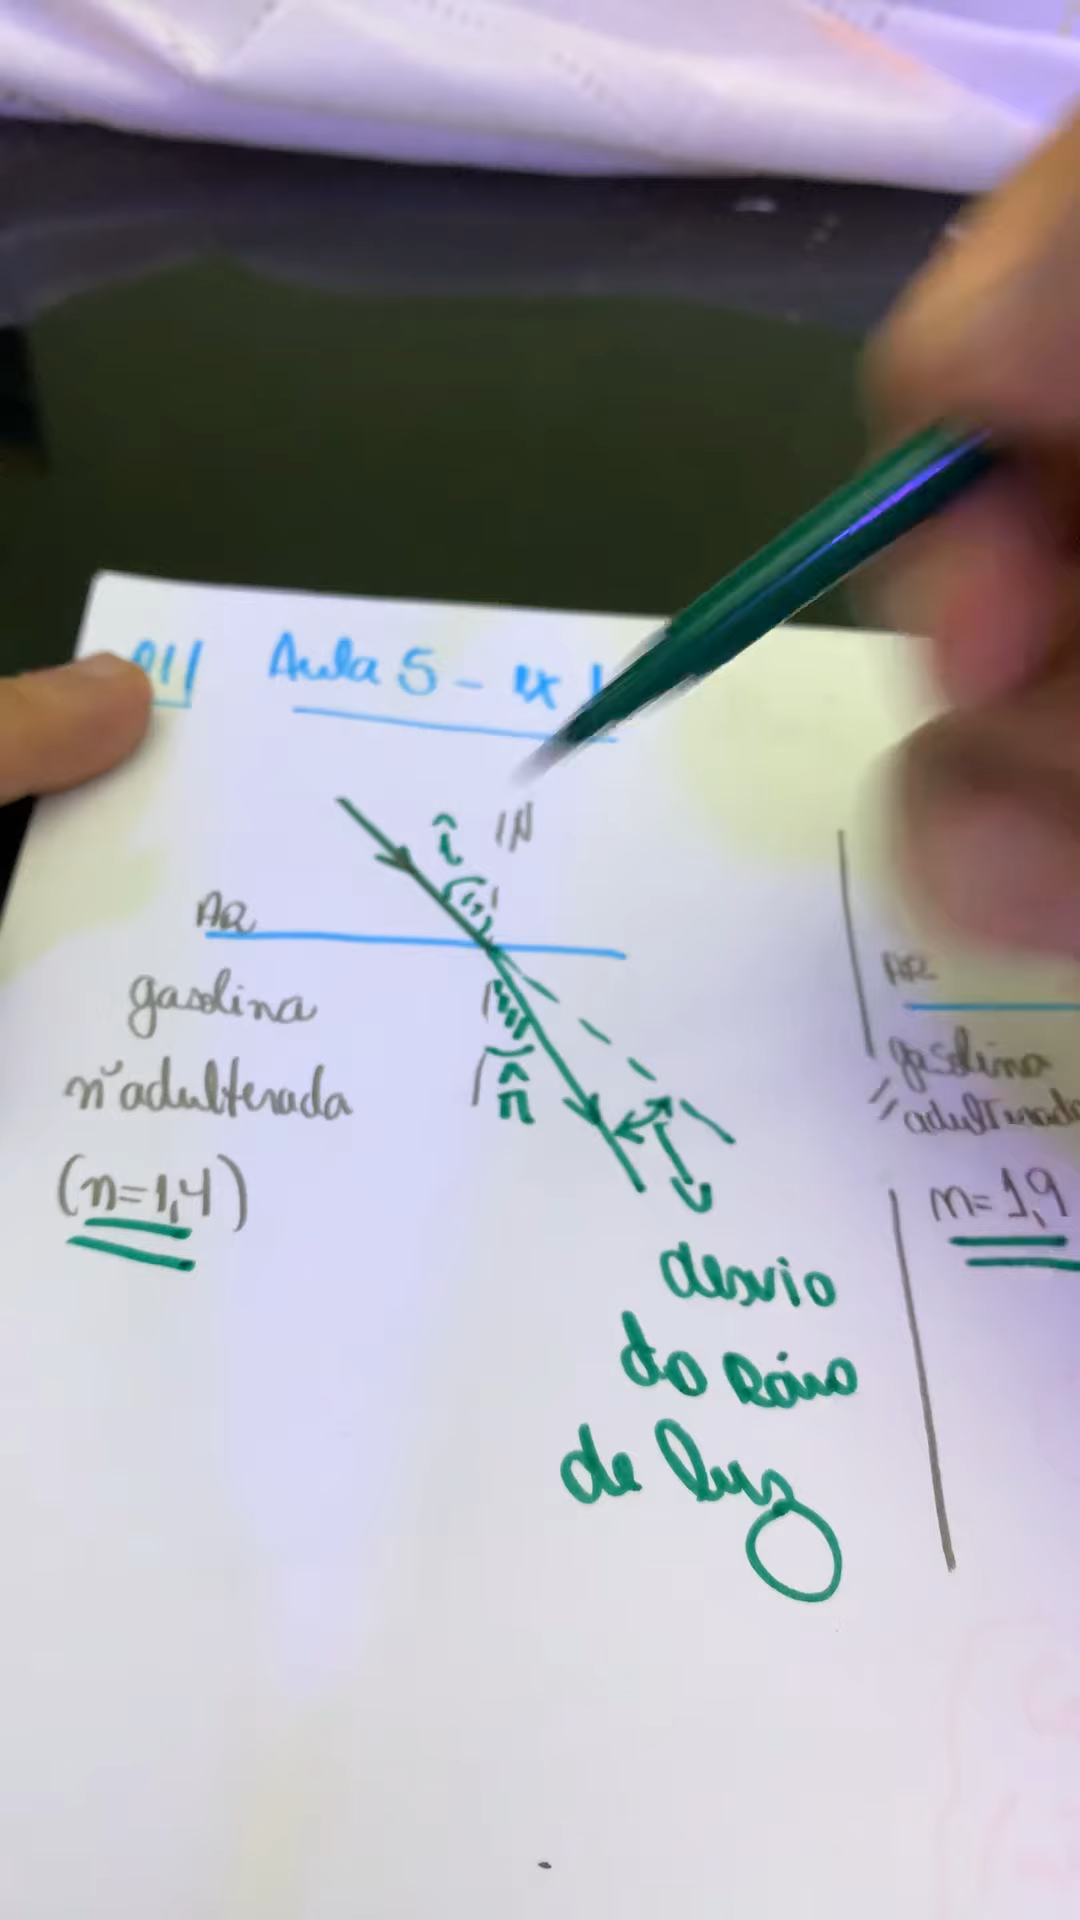 Aula 5 -
î N
AR
gasolina
ñ adulterada
(n=1,4)
n̂
desvio
do Raio
de luz
AR
gasolina
adulterada
n=1,9